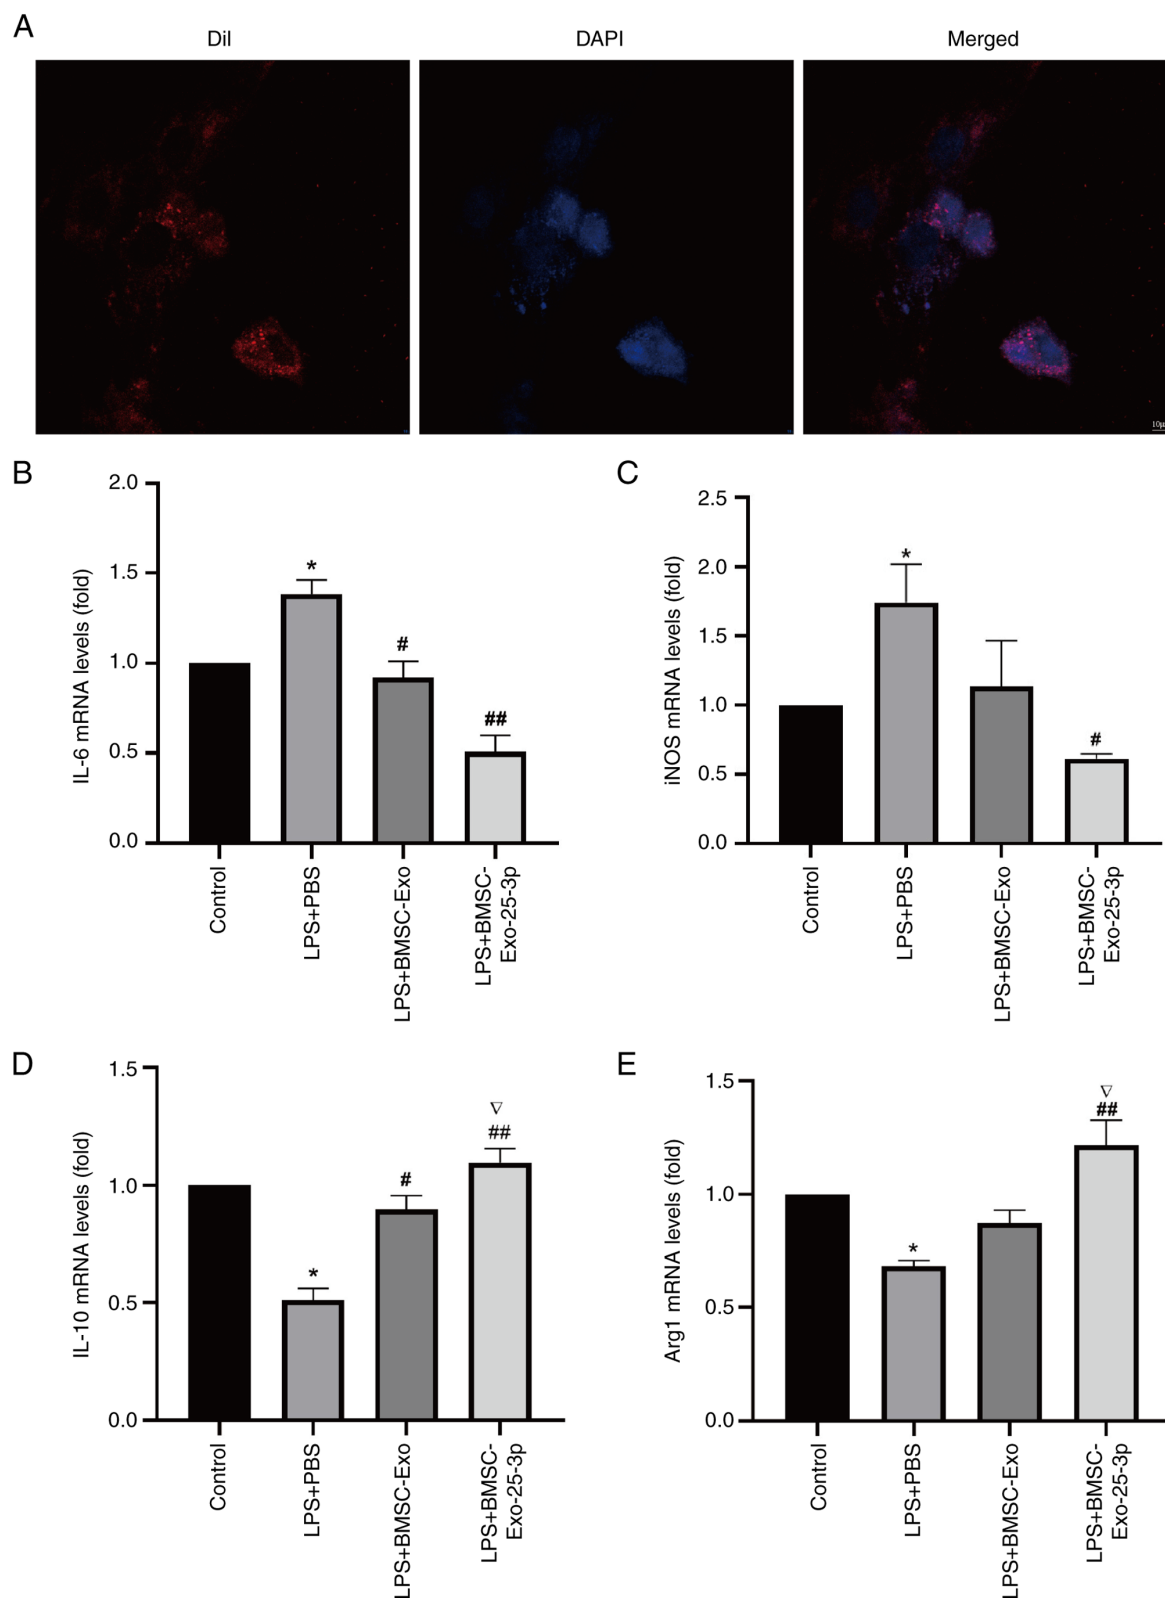 A
Dil
DAPI
Merged
10μ
B
IL-6 mRNA levels (fold)
2.0
1.5
1.0
0.5
0.0
*
#
##
Control
LPS+PBS
LPS+BMSC-Exo
LPS+BMSC-
Exo-25-3p
C
iNOS mRNA levels (fold)
2.5
2.0
1.5
1.0
0.5
0.0
*
#
Control
LPS+PBS
LPS+BMSC-Exo
LPS+BMSC-
Exo-25-3p
D
IL-10 mRNA levels (fold)
1.5
1.0
0.5
0.0
*
#
∇
##
Control
LPS+PBS
LPS+BMSC-Exo
LPS+BMSC-
Exo-25-3p
E
Arg1 mRNA levels (fold)
1.5
1.0
0.5
0.0
*
∇
##
Control
LPS+PBS
LPS+BMSC-Exo
LPS+BMSC-
Exo-25-3p